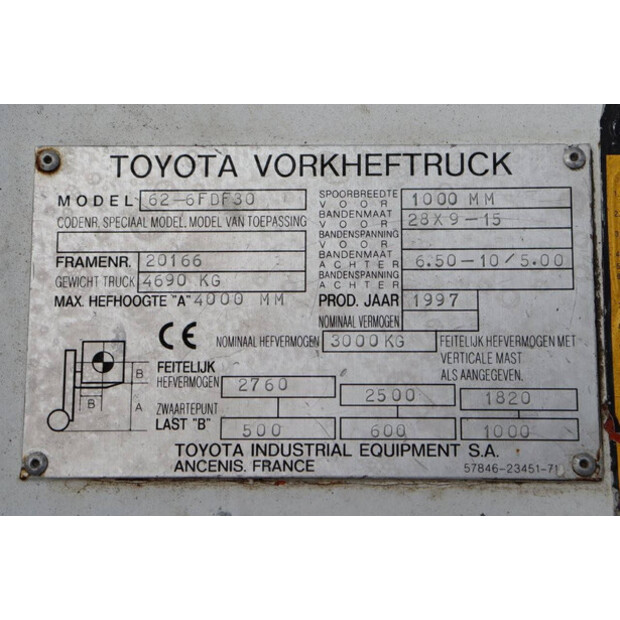 TOYOTA VORKHEFTRUCK
MODEL 62-6FDF30
CODENR. SPECIAAL MODEL, MODEL VAN TOEPASSING
FRAMENR. 20166
GEWICHT TRUCK 4690 KG
MAX. HEFHOOGTE "A" 4000 MM
SPOORBREEDTE
VOOR
1000 MM
BANDENMAAT
VOOR
28X9-15
BANDENSPANNING
VOOR
BANDENMAAT
ACHTER
6.50-10/5.00
BANDENSPANNING
ACHTER
PROD. JAAR 1997
NOMINAAL VERMOGEN
CE
NOMINAAL HEFVERMOGEN 3000 KG
FEITELIJK HEFVERMOGEN MET
VERTICALE MAST
ALS AANGEGEVEN.
B
B
A
FEITELIJK
HEFVERMOGEN 2760 2500 1820
ZWAARTEPUNT
LAST "B" 500 600 1000
TOYOTA INDUSTRIAL EQUIPMENT S.A.
ANCENIS. FRANCE
57846-23451-71